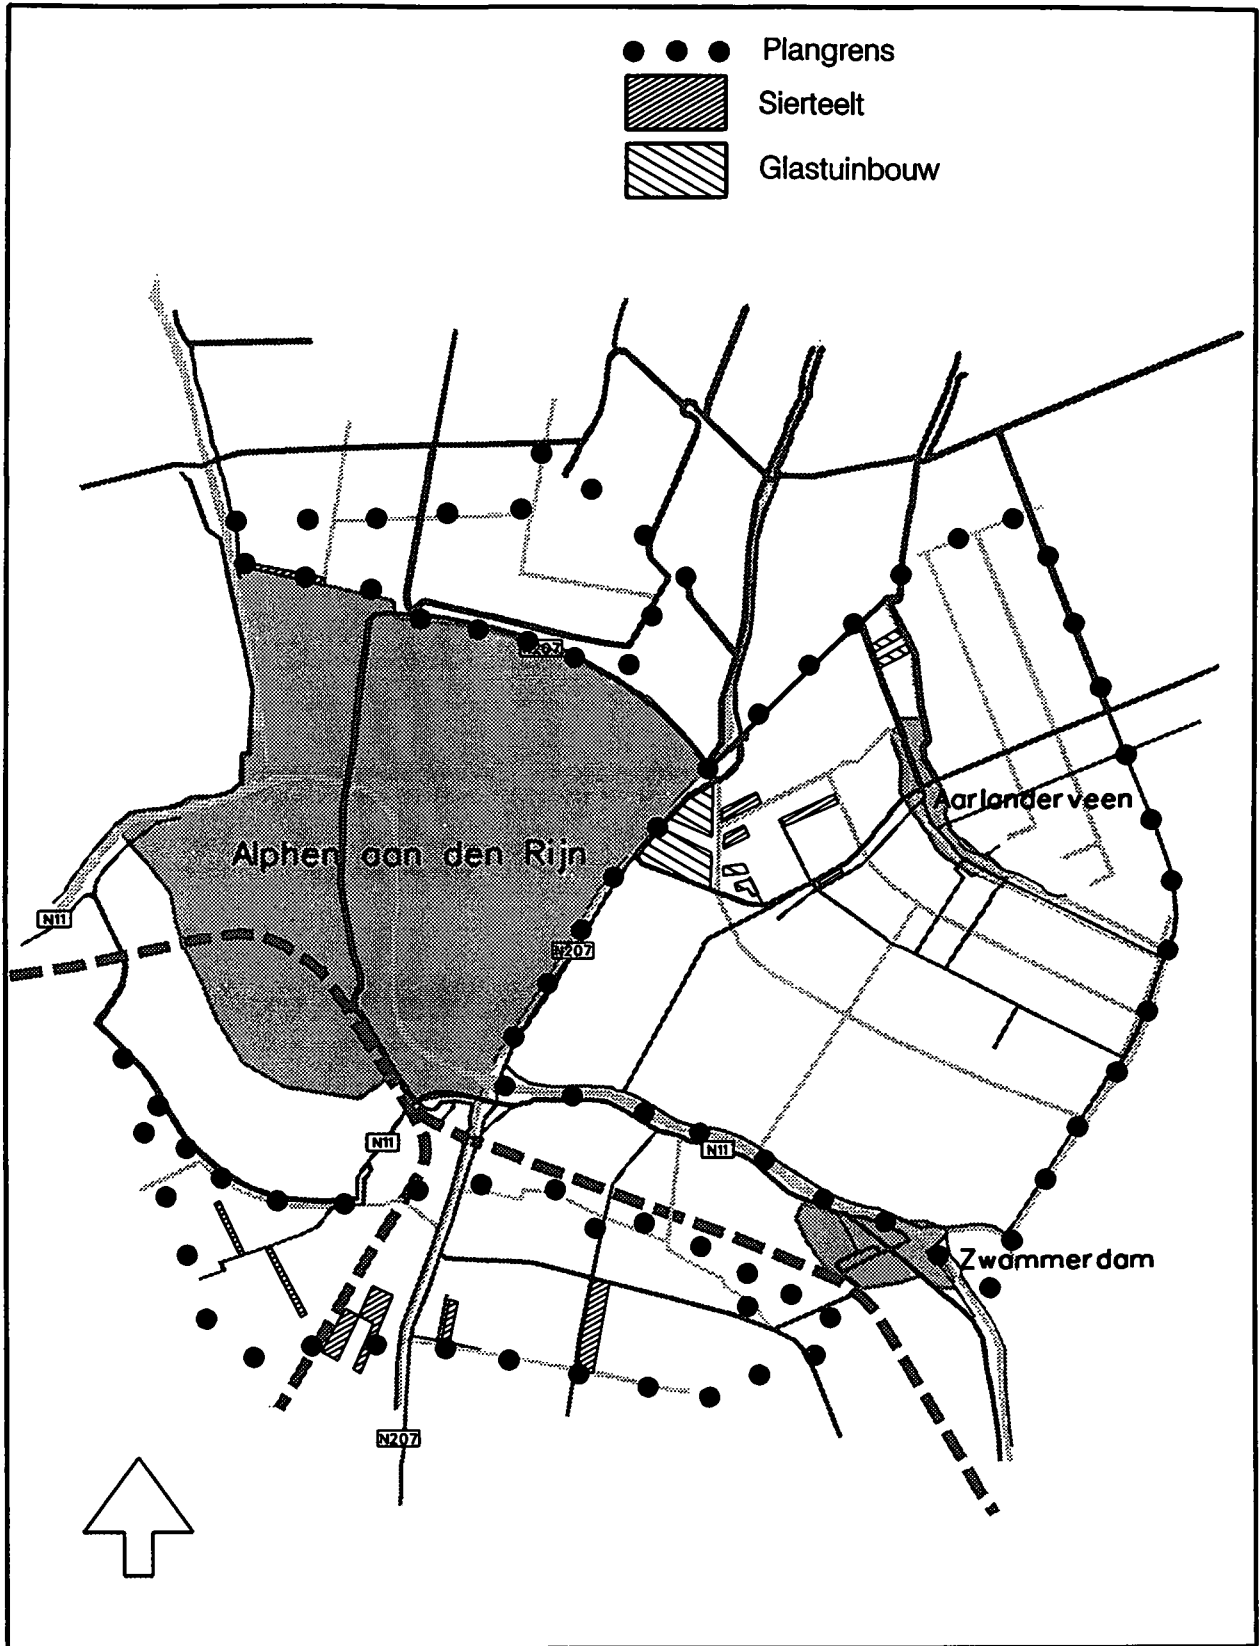 Plangrens
Sierteelt
Glastuinbouw
N207
Aarlanderveen
Alphen aan den Rijn
N11
N207
N11
N11
Zwammerdam
N207